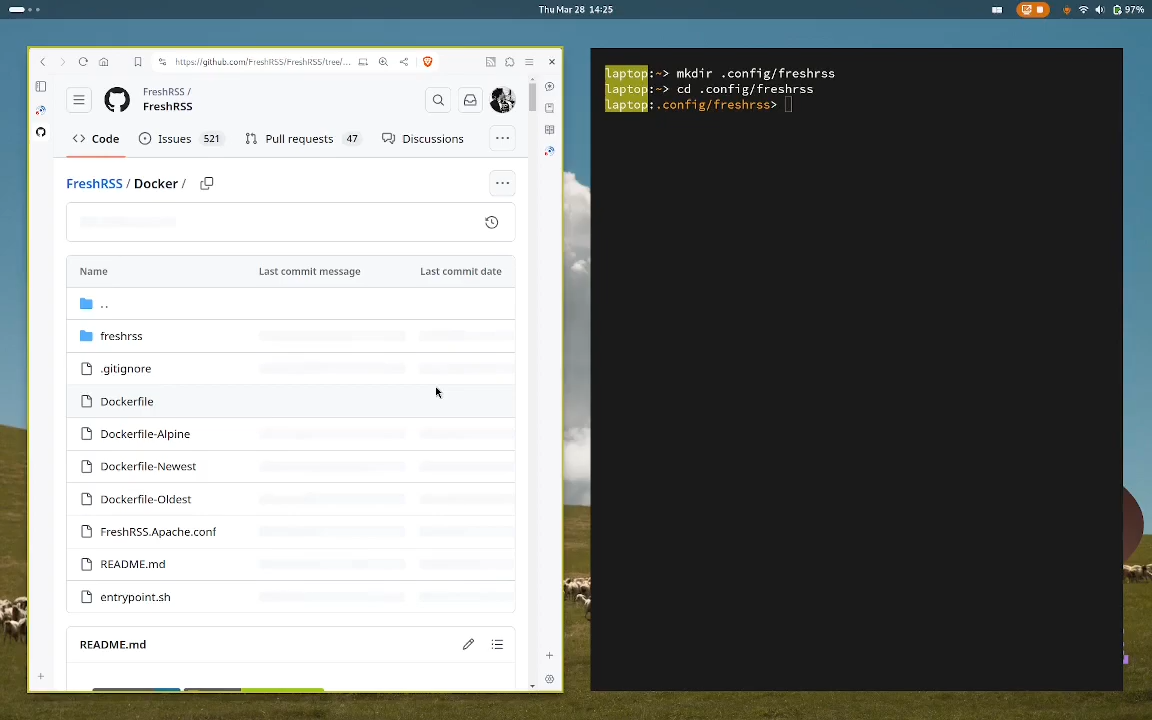 Thu Mar 28 14:25
97%
https://github.com/FreshRSS/FreshRSS/tree/...
FreshRSS /
FreshRSS
Code
Issues 521
Pull requests 47
Discussions
FreshRSS / Docker /
Name Last commit message Last commit date
..
freshrss
.gitignore
Dockerfile
Dockerfile-Alpine
Dockerfile-Newest
Dockerfile-Oldest
FreshRSS.Apache.conf
README.md
entrypoint.sh
README.md
laptop:~> mkdir .config/freshrss
laptop:~> cd .config/freshrss
laptop:.config/freshrss>